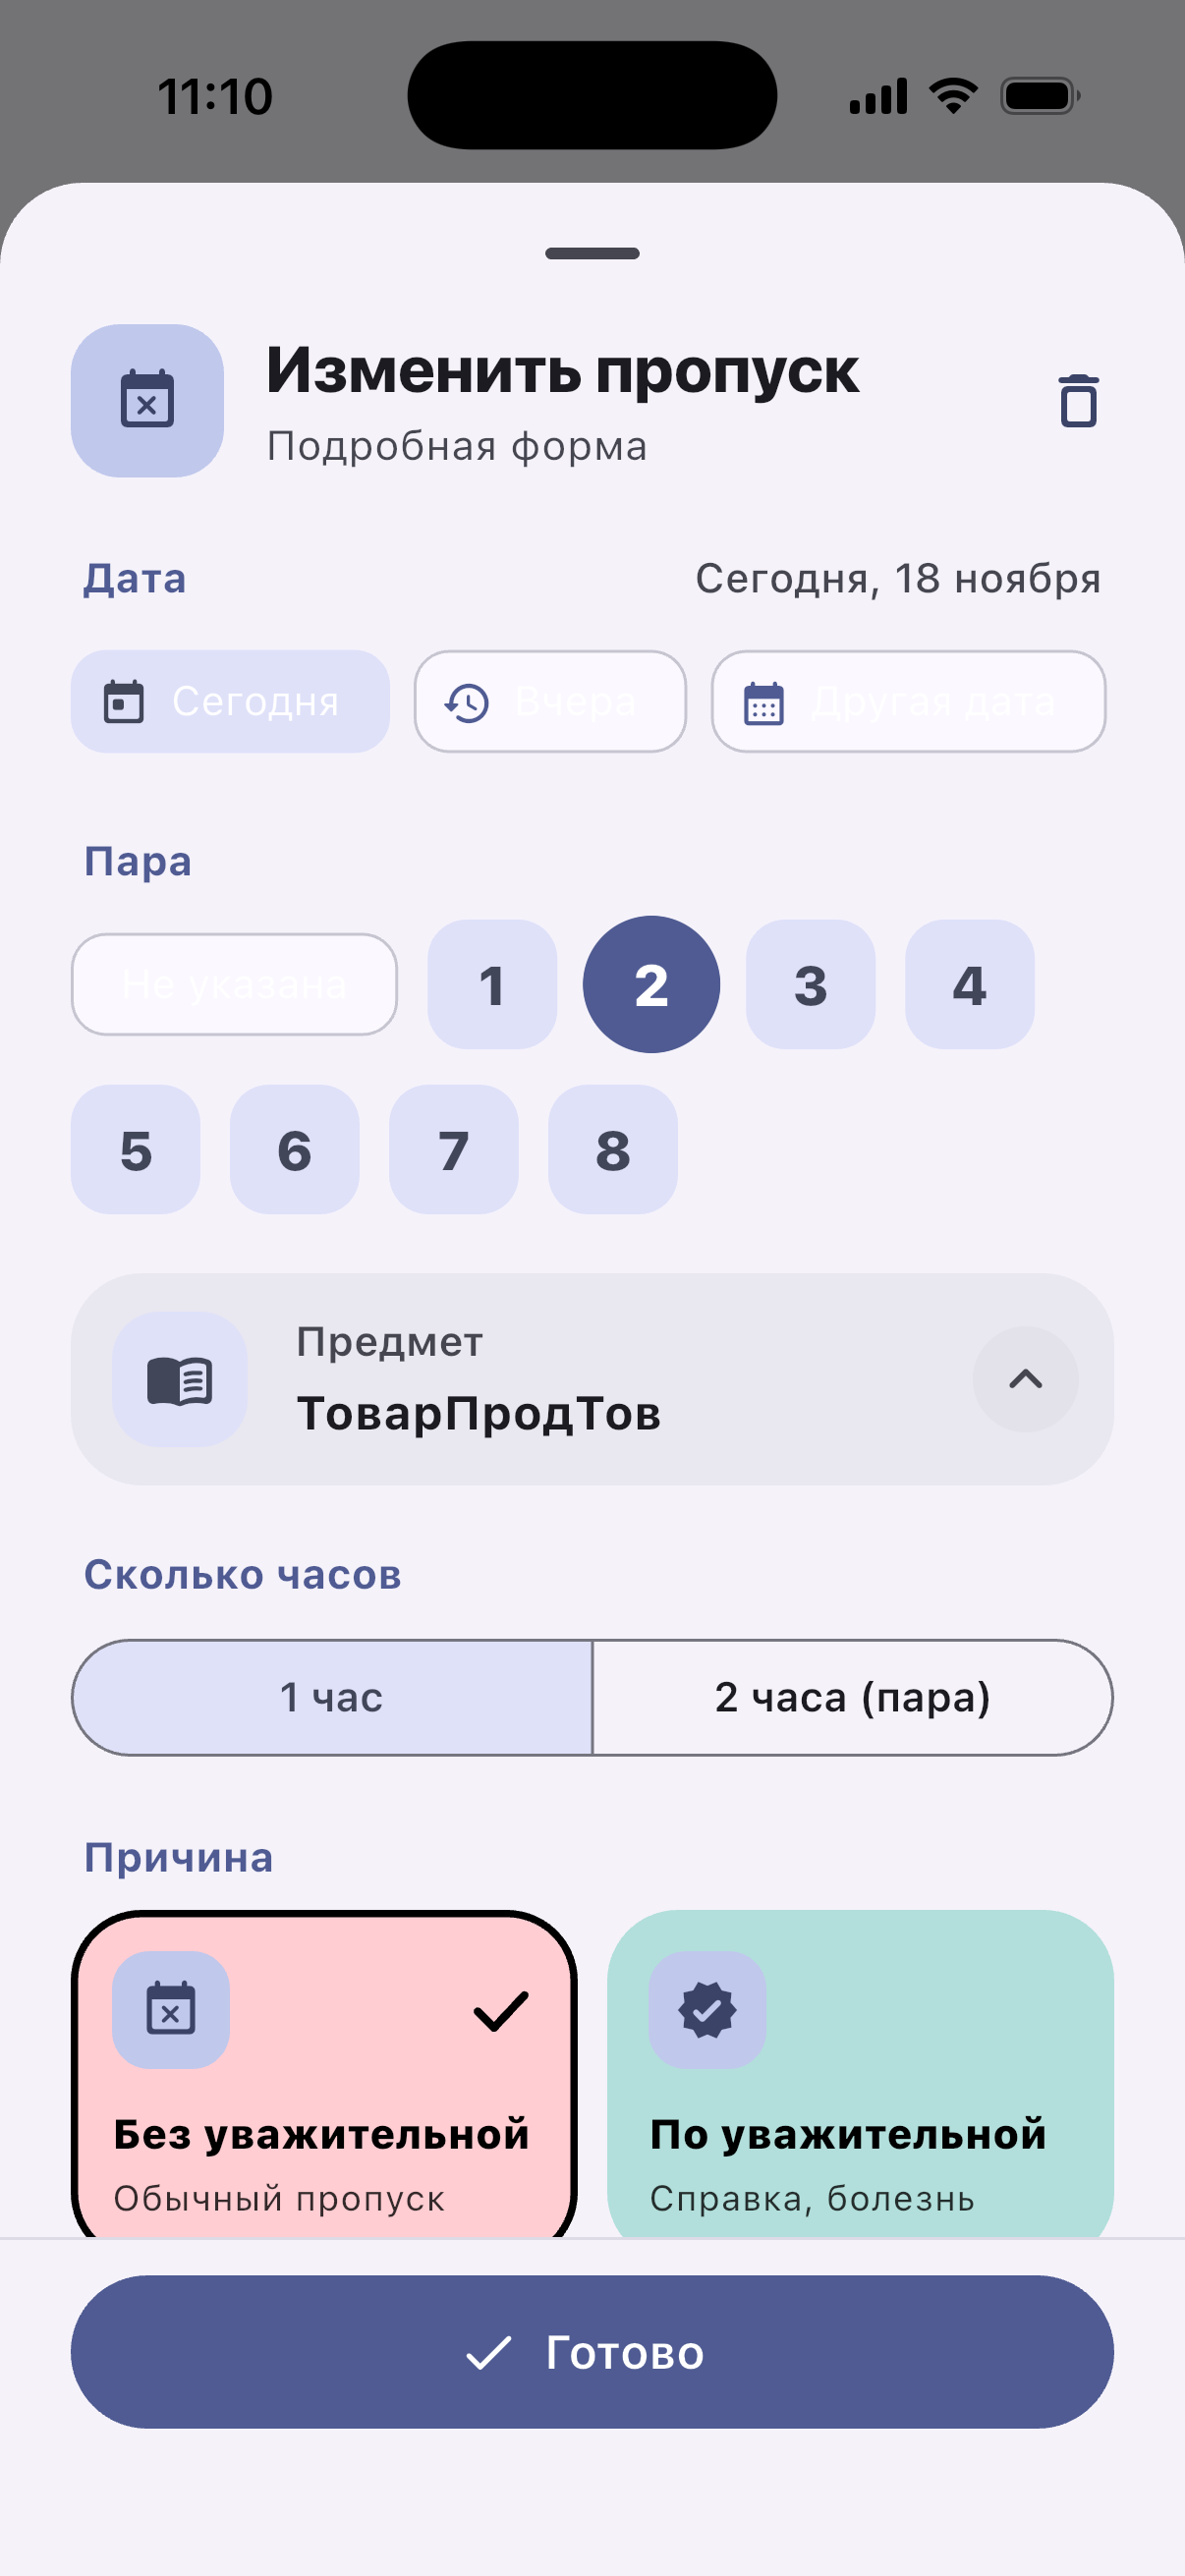 11:10
Изменить пропуск
Подробная форма
Дата
Сегодня, 18 ноября
Сегодня
Вчера
Другая дата
Пара
Не указана
1
2
3
4
5
6
7
8
Предмет
ТоварПродТов
Сколько часов
1 час
2 часа (пара)
Причина
Без уважительной
Обычный пропуск
По уважительной
Справка, болезнь
Готово